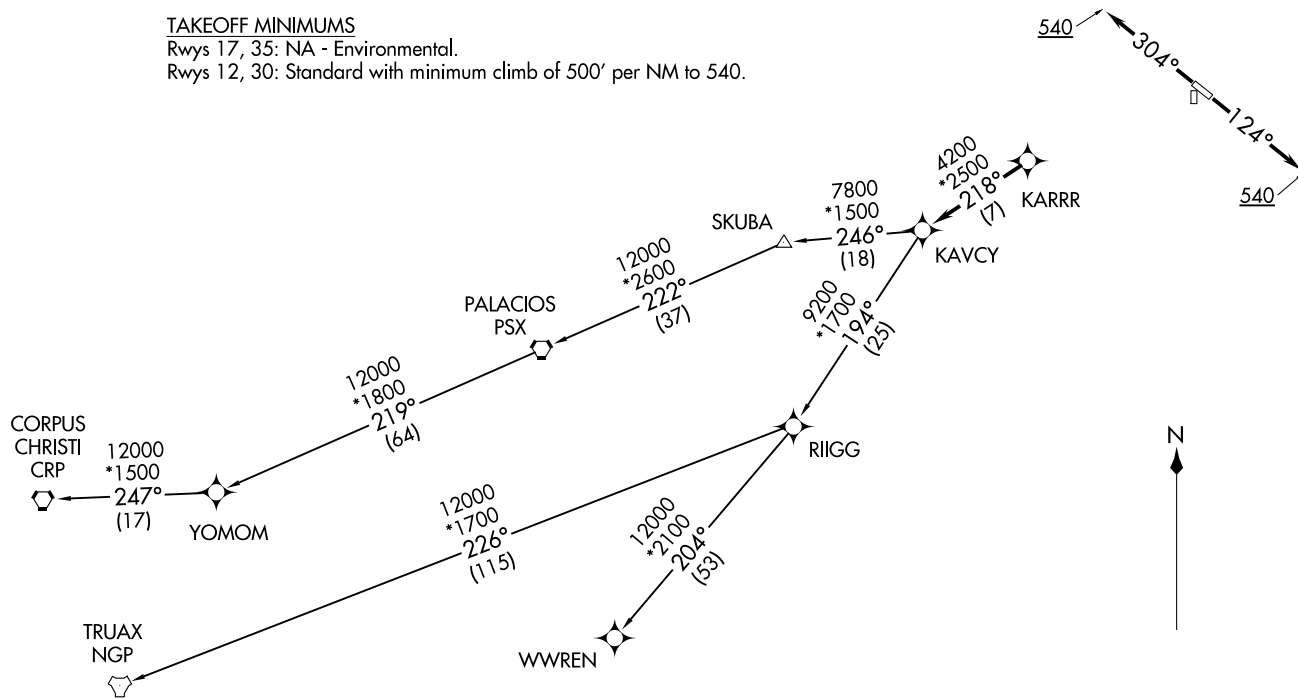 TAKEOFF MINIMUMS
Rwys 17, 35: NA - Environmental.
Rwys 12, 30: Standard with minimum climb of 500' per NM to 540.
540
304°
124°
540
4200
*2500
218°
(7)
KARRR
7800
*1500
246°
(18)
SKUBA
KAVCY
12000
*2600
222°
(37)
PALACIOS
PSX
9200
*1700
194°
(25)
12000
*1800
219°
(64)
CORPUS
CHRISTI
CRP
12000
*1500
247°
(17)
YOMOM
RIIGG
N
12000
*1700
226°
(115)
12000
*2100
204°
(53)
TRUAX
NGP
WWREN